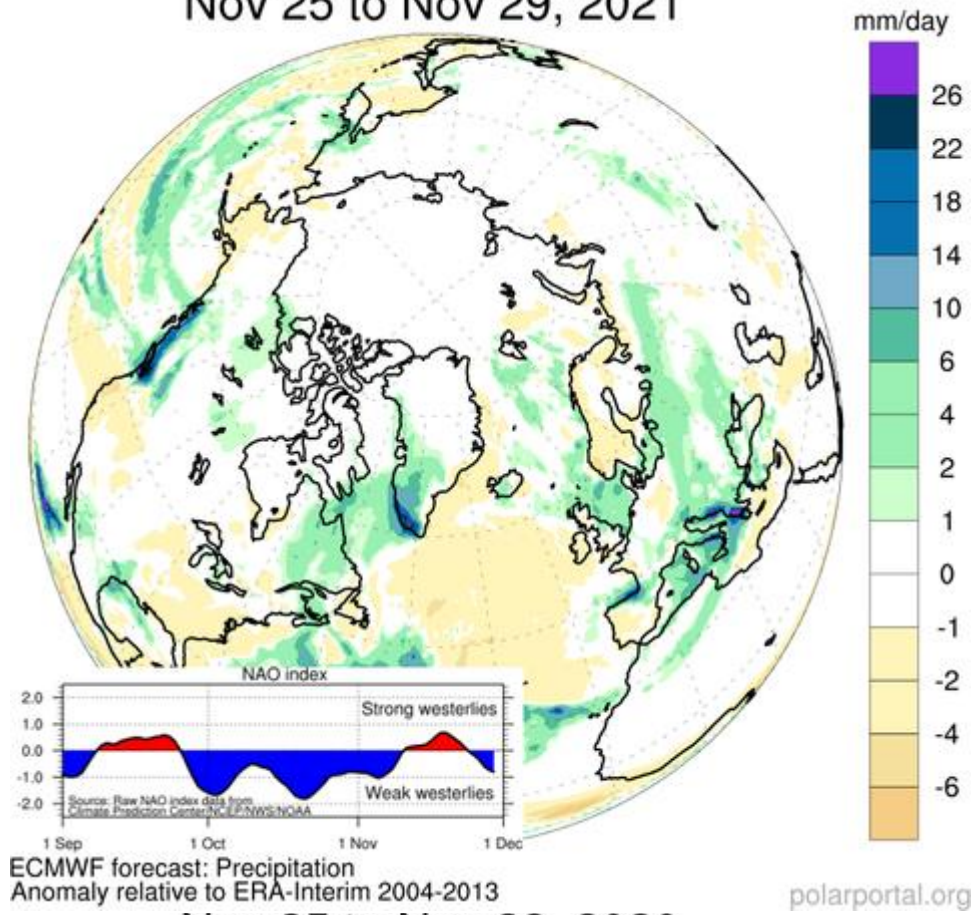 Nov 25 to Nov 29, 2021
mm/day
26
22
18
14
10
6
4
2
1
0
-1
-2
-4
-6
NAO index
2.0
1.0
0.0
-1.0
-2.0
Strong westerlies
Weak westerlies
Source: Raw NAO index data from
Climate Prediction Center/NCEP/NWS/NOAA
1 Sep 1 Oct 1 Nov 1 Dec
ECMWF forecast: Precipitation
Anomaly relative to ERA-Interim 2004-2013
polarportal.org